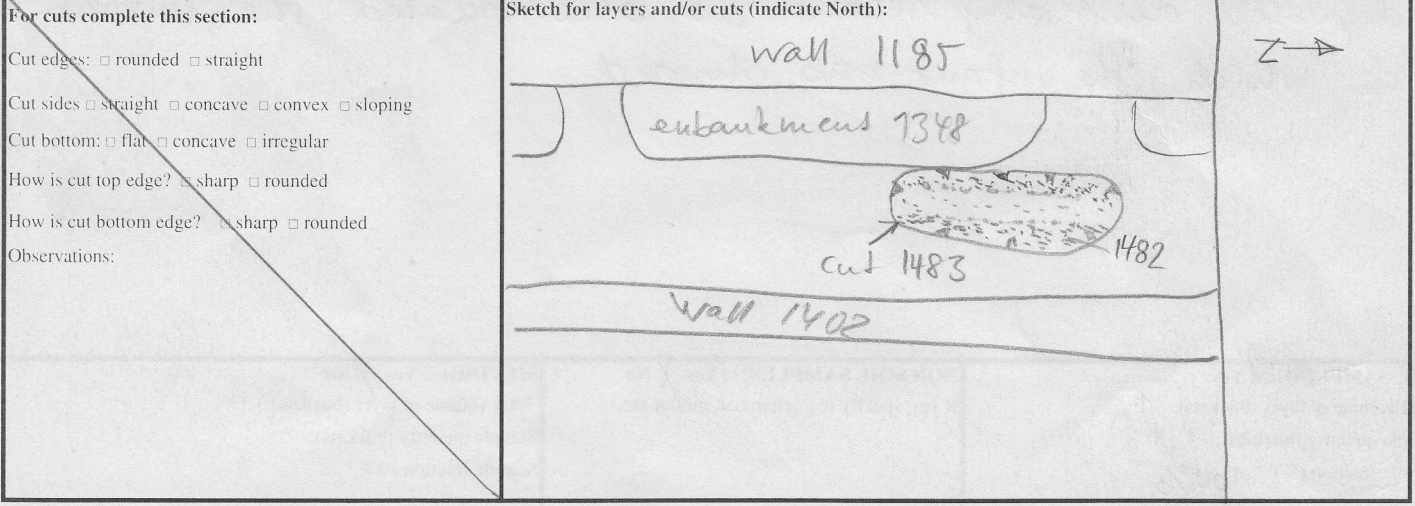 For cuts complete this section:
Cut edges: □ rounded □ straight
Cut sides □ straight □ concave □ convex □ sloping
Cut bottom: □ flat □ concave □ irregular
How is cut top edge? □ sharp □ rounded
How is cut bottom edge? □ sharp □ rounded
Observations:
Sketch for layers and/or cuts (indicate North):
wall 1185
Z
enbankment 1348
1482
cut 1483
Wall 1402